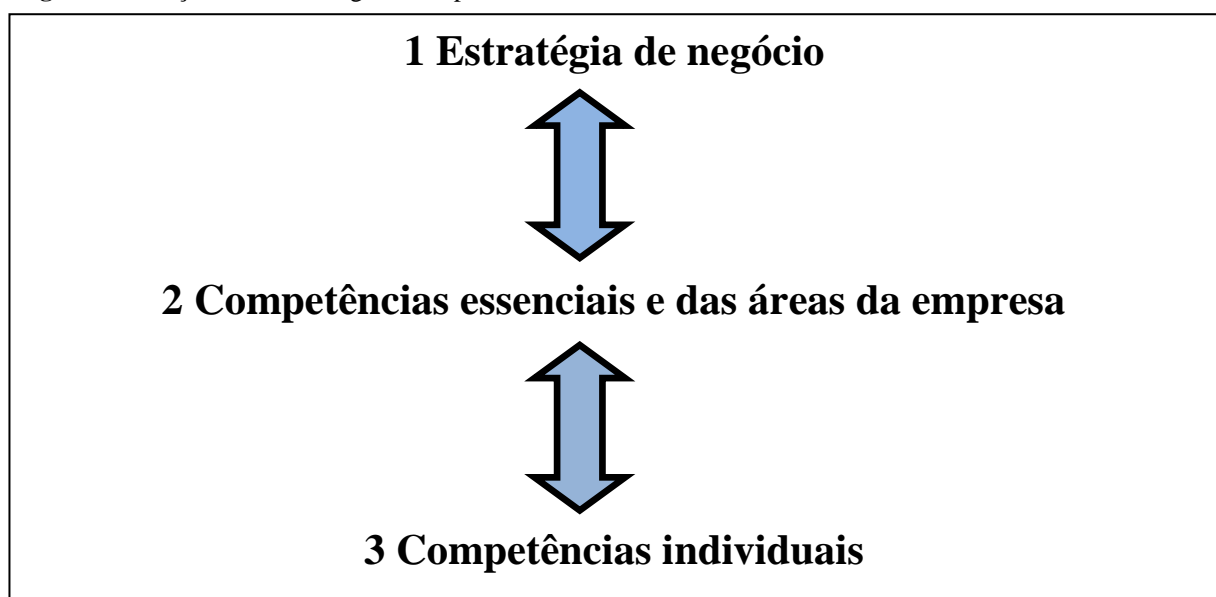 1 Estratégia de negócio
2 Competências essenciais e das áreas da empresa
3 Competências individuais